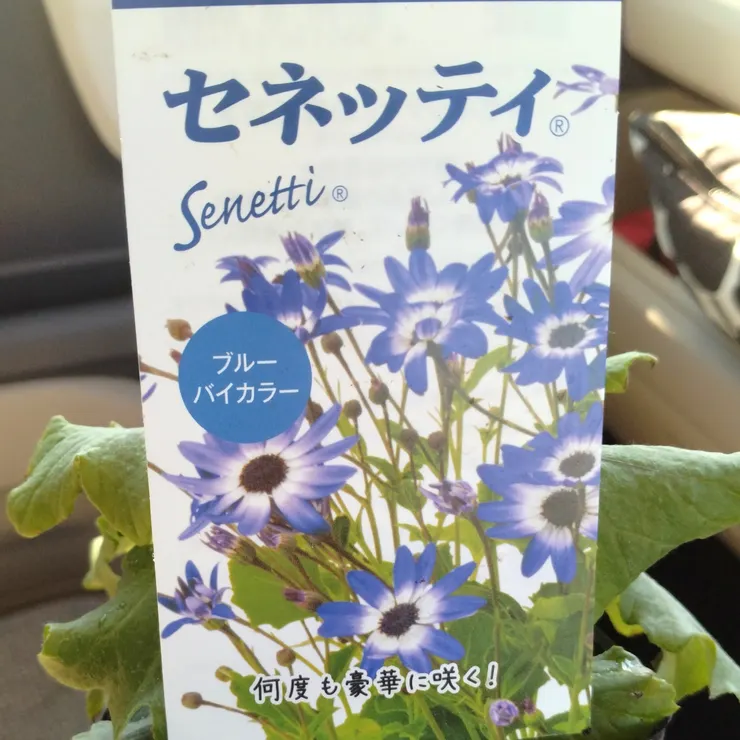 セネッティ®
Senetti®
ブルー
バイカラー
何度も豪華に咲く!